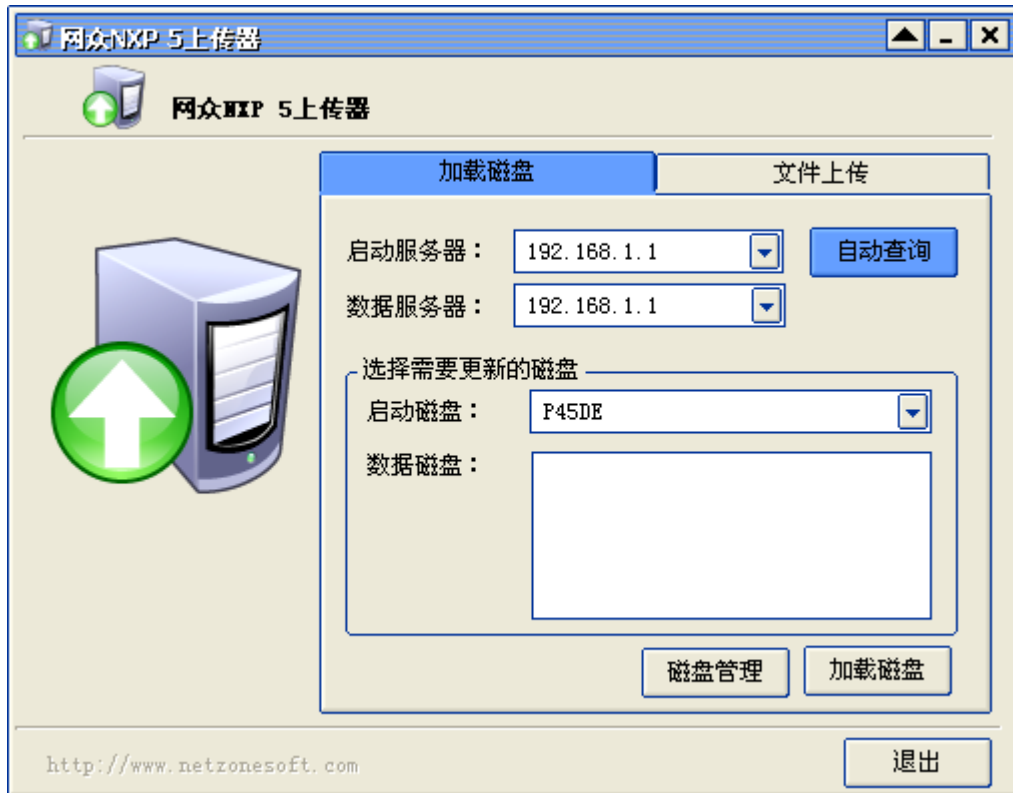 网众NXP 5上传器
网众NXP 5上传器
加载磁盘 文件上传
启动服务器： 192.168.1.1 自动查询
数据服务器： 192.168.1.1
选择需要更新的磁盘
启动磁盘： P45DE
数据磁盘：
磁盘管理 加载磁盘
http://www.netzonesoft.com 退出